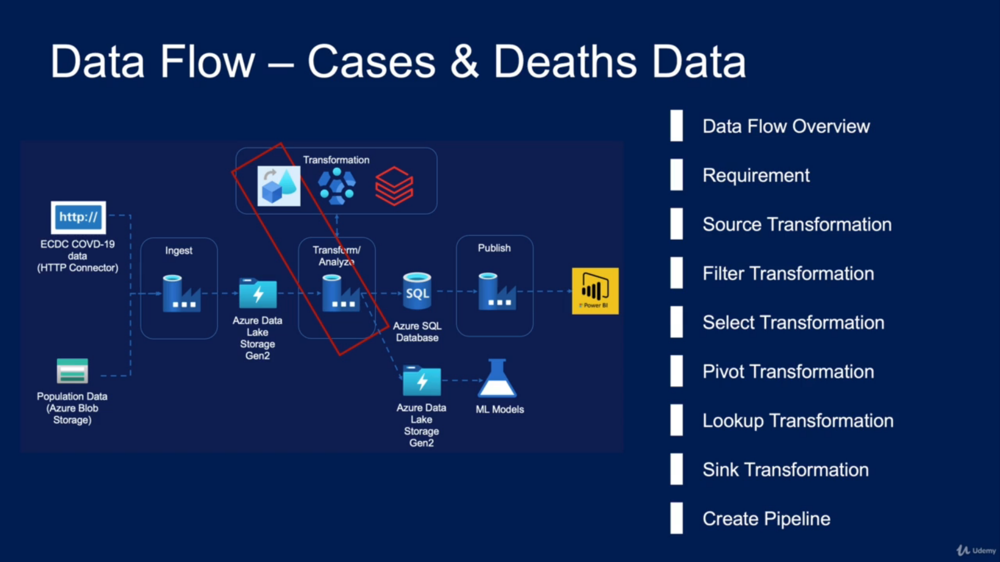 Data Flow – Cases & Deaths Data
Transformation
http://
ECDC COVD-19
data
(HTTP Connector)
Ingest
Azure Data
Lake
Storage
Gen2
Transform/
Analyze
SQL
Azure SQL
Database
Publish
Power BI
Population Data
(Azure Blob
Storage)
Azure Data
Lake
Storage
Gen2
ML Models
Data Flow Overview
Requirement
Source Transformation
Filter Transformation
Select Transformation
Pivot Transformation
Lookup Transformation
Sink Transformation
Create Pipeline
Udemy